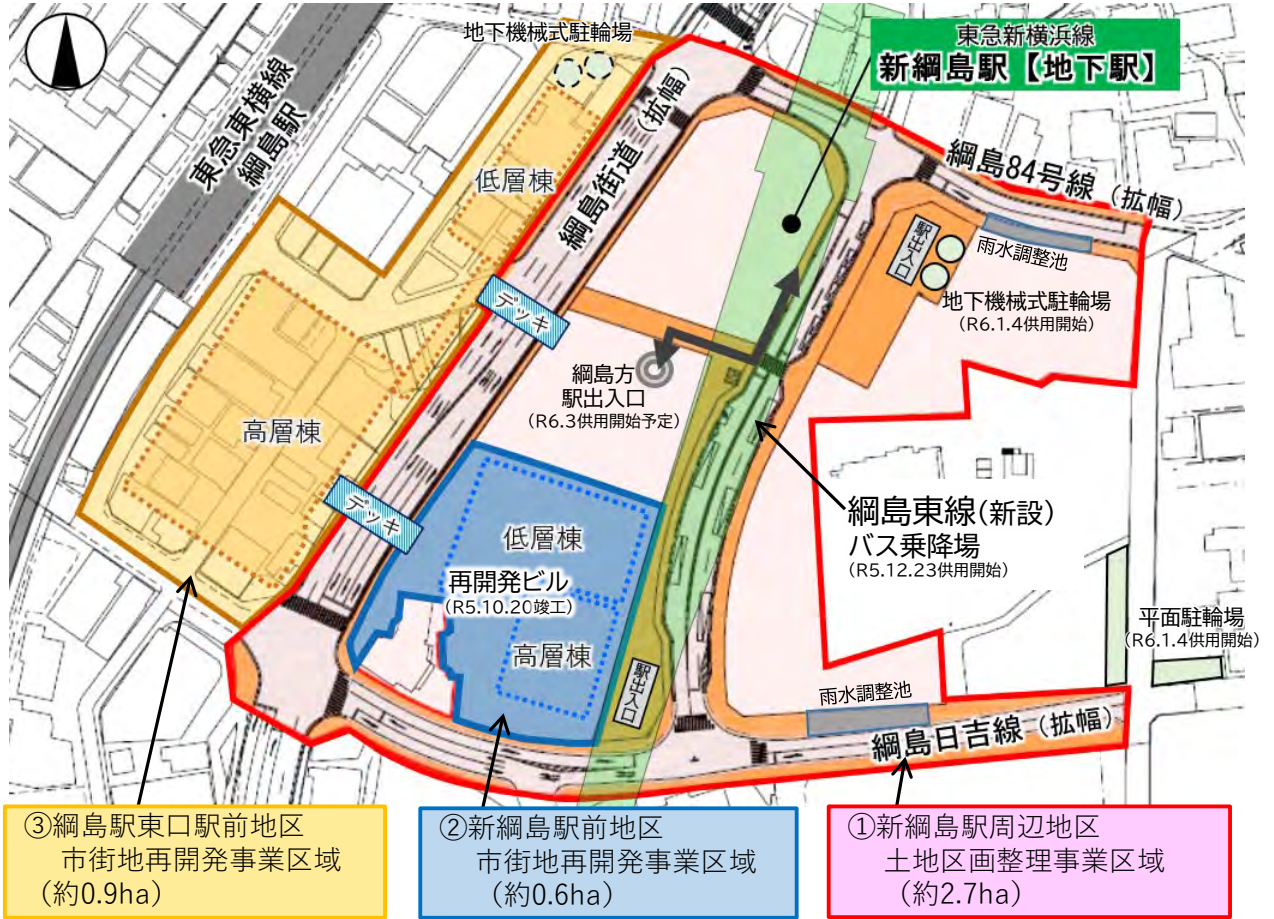 地下機械式駐輪場
東急新横浜線
新綱島駅【地下駅】
東急東横線
綱島駅
低層棟
綱島街道(拡幅)
綱島84号線(拡幅)
駅出入口
雨水調整池
地下機械式駐輪場
(R6.1.4供用開始)
デッキ
綱島方
駅出入口
(R6.3供用開始予定)
高層棟
デッキ
低層棟
再開発ビル
(R5.10.20竣工)
高層棟
駅出入口
綱島東線(新設)
バス乗降場
(R5.12.23供用開始)
平面駐輪場
(R6.1.4供用開始)
雨水調整池
綱島日吉線(拡幅)
③綱島駅東口駅前地区
市街地再開発事業区域
(約0.9ha)
②新綱島駅前地区
市街地再開発事業区域
(約0.6ha)
①新綱島駅周辺地区
土地区画整理事業区域
(約2.7ha)